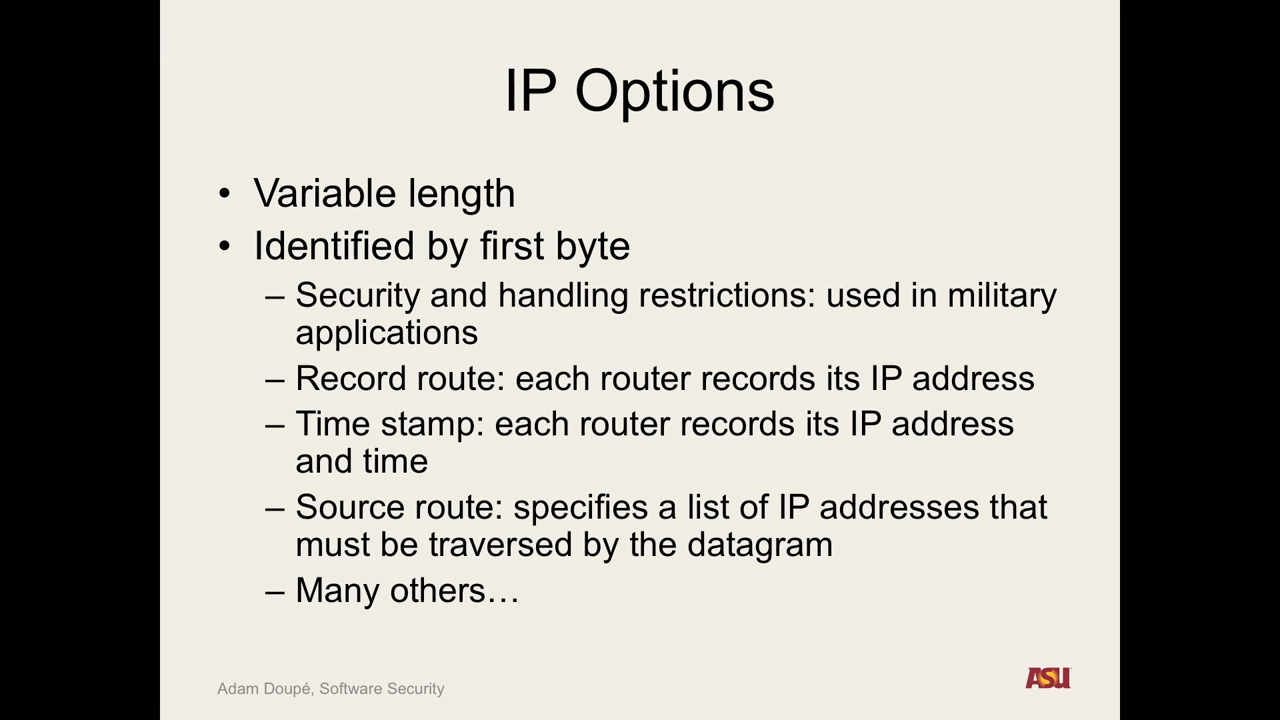 IP Options
• Variable length
• Identified by first byte
– Security and handling restrictions: used in military
applications
– Record route: each router records its IP address
– Time stamp: each router records its IP address
and time
– Source route: specifies a list of IP addresses that
must be traversed by the datagram
– Many others…
Adam Doupé, Software Security
ASU